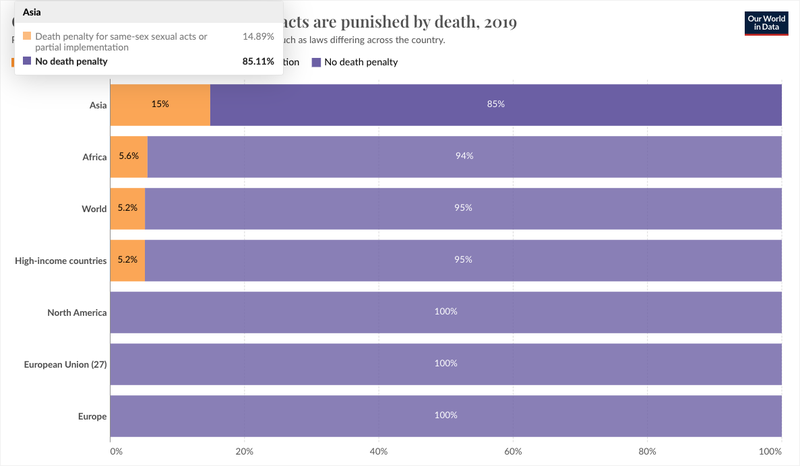 Asia
Death penalty for same-sex sexual acts or 14.89%
partial implementation
No death penalty 85.11%
acts are punished by death, 2019
such as laws differing across the country.
No death penalty
Our World
in Data
Asia 15% 85%
Africa 5.6% 94%
World 5.2% 95%
High-income countries 5.2% 95%
North America 100%
European Union (27) 100%
Europe 100%
0% 20% 40% 60% 80% 100%